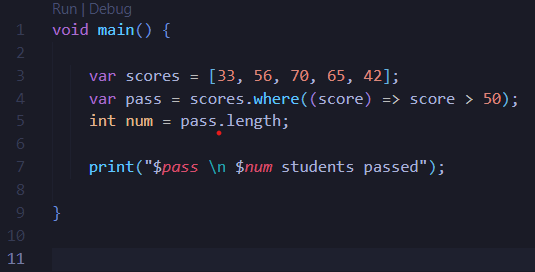 Run | Debug
1 void main() {
2
3 var scores = [33, 56, 70, 65, 42];
4 var pass = scores.where((score) => score > 50);
5 int num = pass.length;
6
7 print("$pass \n $num students passed");
8
9 }
10
11